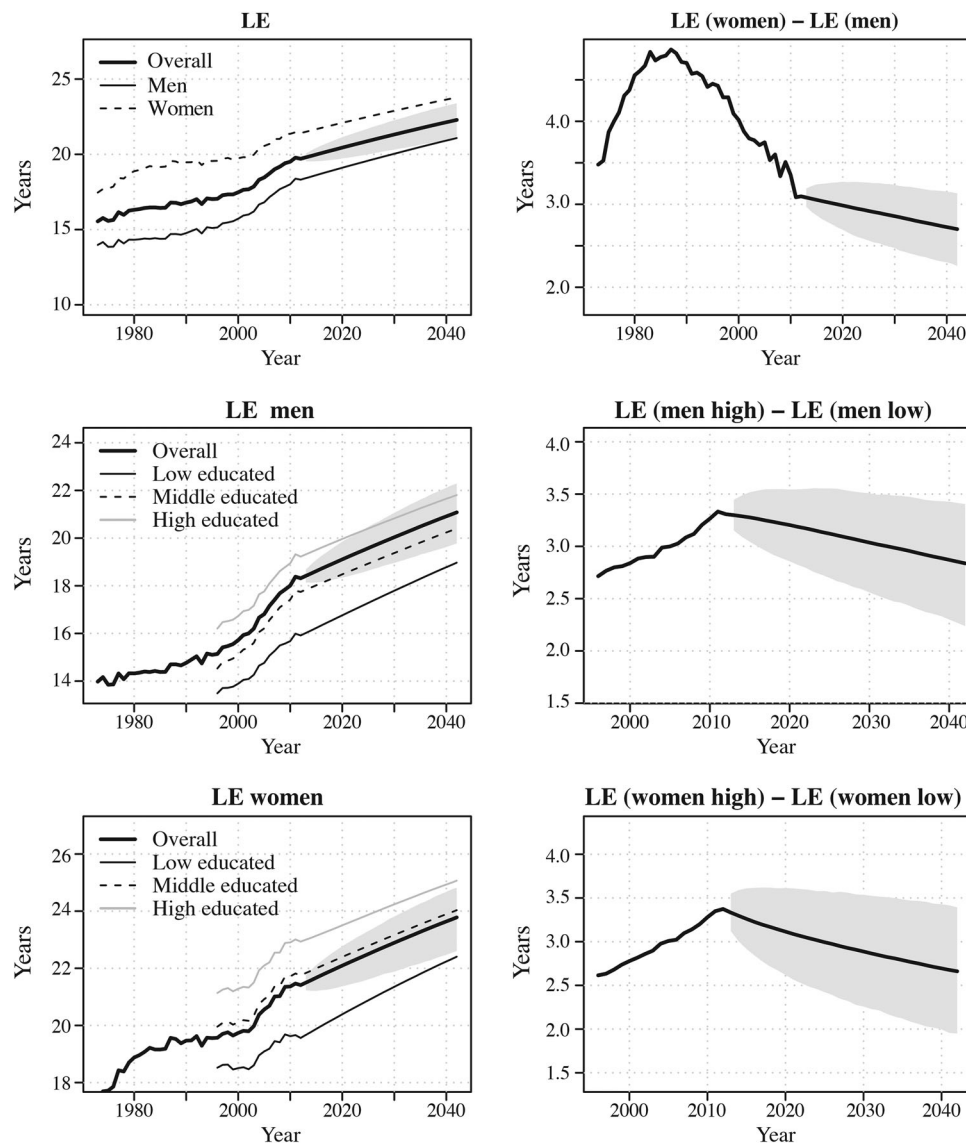 LE
Years
25
20
15
10
Overall
Men
Women
1980
2000
2020
2040
Year
LE (women) – LE (men)
Years
4.0
3.0
2.0
1980
2000
2020
2040
Year
LE men
Years
24
22
20
18
16
14
Overall
Low educated
Middle educated
High educated
1980
2000
2020
2040
Year
LE (men high) – LE (men low)
Years
4.0
3.5
3.0
2.5
2.0
1.5
2000
2010
2020
2030
2040
Year
LE women
Years
26
24
22
20
18
Overall
Low educated
Middle educated
High educated
1980
2000
2020
2040
Year
LE (women high) – LE (women low)
Years
4.0
3.5
3.0
2.5
2.0
1.5
2000
2010
2020
2030
2040
Year